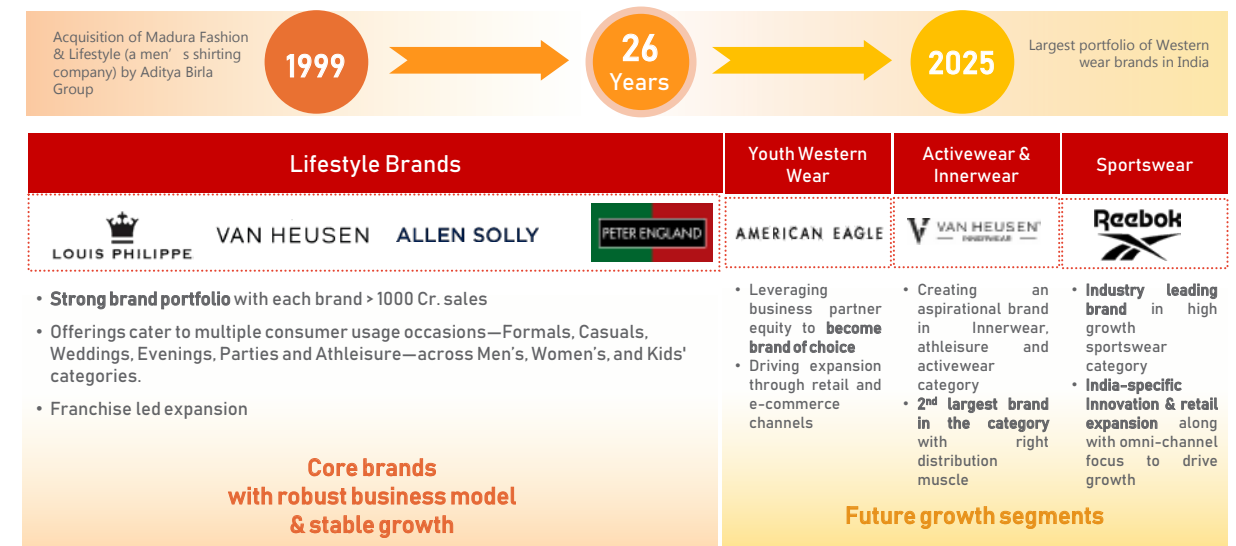 Acquisition of Madura Fashion
& Lifestyle (a men’ s shirting
company) by Aditya Birla
Group
1999
26
Years
2025
Largest portfolio of Western
wear brands in India
Lifestyle Brands
LOUIS PHILIPPE
VAN HEUSEN
ALLEN SOLLY
PETER ENGLAND
• Strong brand portfolio with each brand > 1000 Cr. sales
• Offerings cater to multiple consumer usage occasions—Formals, Casuals,
Weddings, Evenings, Parties and Athleisure—across Men’s, Women’s, and Kids'
categories.
• Franchise led expansion
Core brands
with robust business model
& stable growth
Youth Western
Wear
AMERICAN EAGLE
• Leveraging
business partner
equity to become
brand of choice
• Driving expansion
through retail and
e-commerce
channels
Activewear &
Innerwear
V VAN HEUSEN
INNERWEAR
• Creating an
aspirational brand
in Innerwear,
athleisure and
activewear
category
• 2nd largest brand
in the category
with right
distribution
muscle
Sportswear
Reebok
• Industry leading
brand in high
growth
sportswear
category
• India-specific
Innovation & retail
expansion along
with omni-channel
focus to drive
growth
Future growth segments